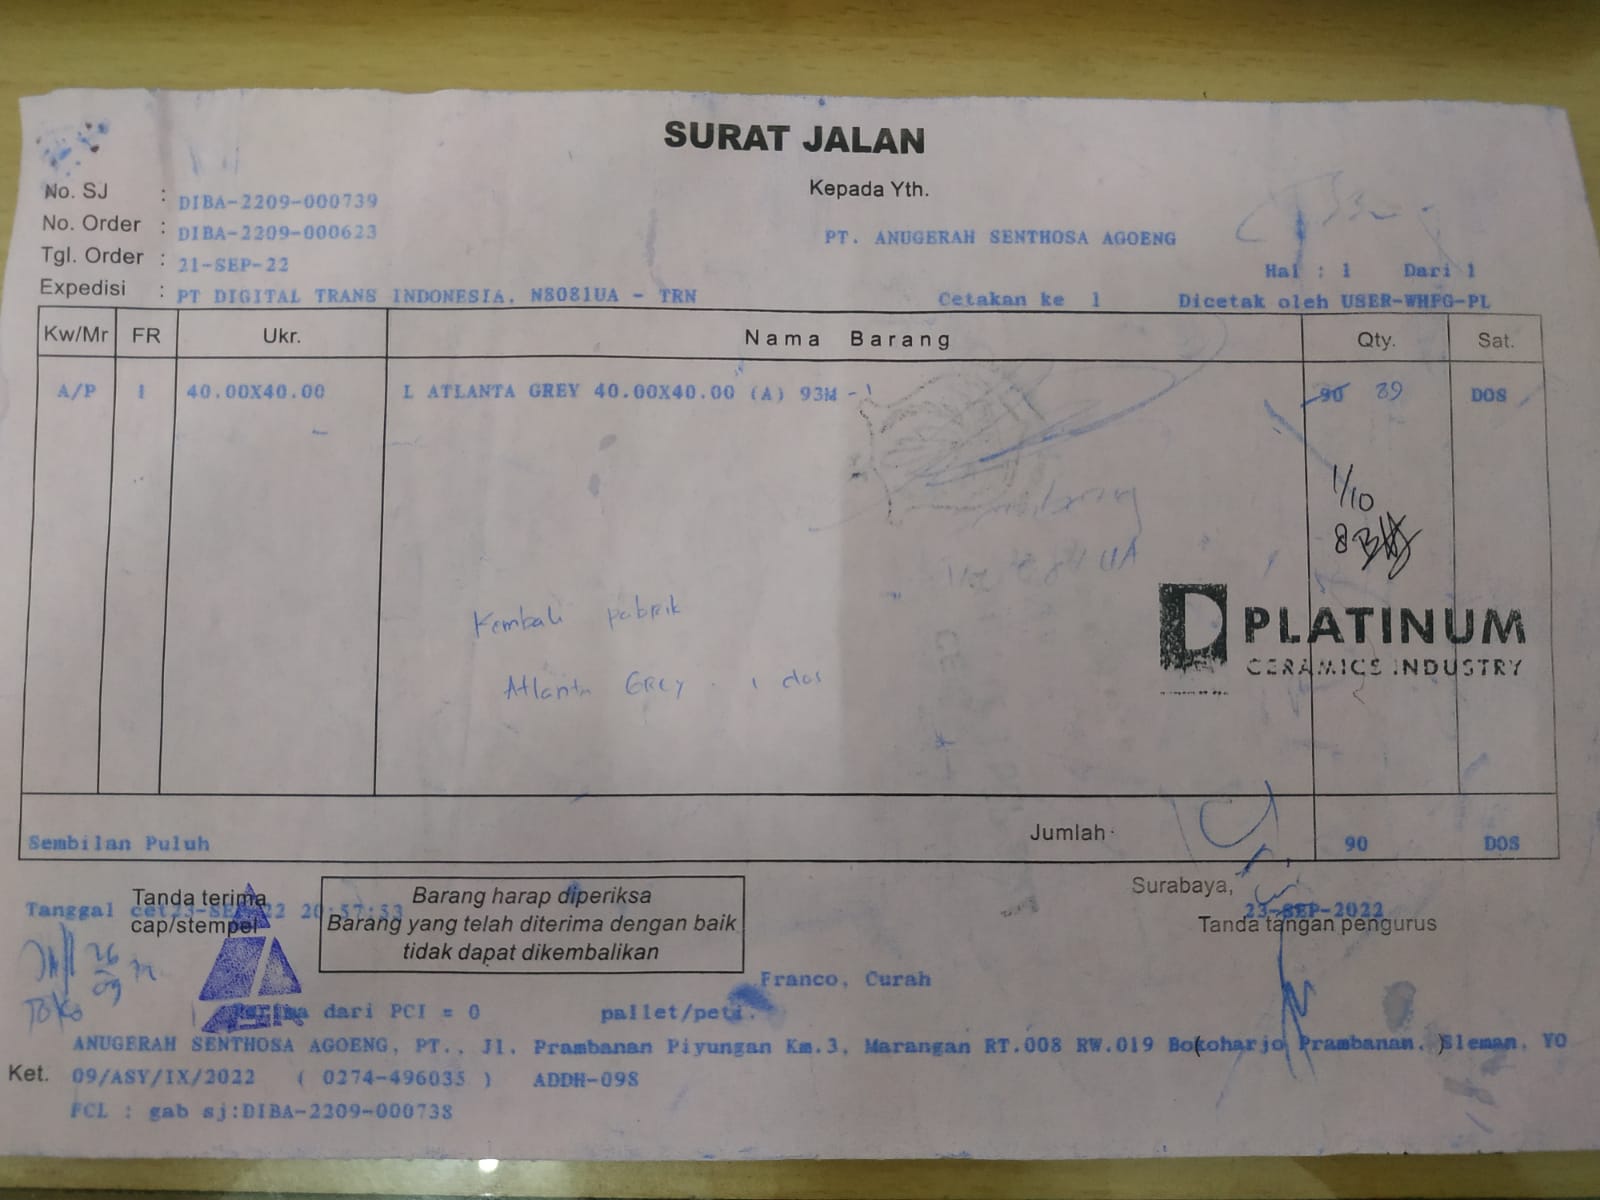 SURAT JALAN
No. SJ : DIBA-2209-000739
No. Order : DIBA-2209-000623
Tgl. Order : 21-SEP-22
Expedisi : PT DIGITAL TRANS INDONESIA, N8081UA - TRN
Kepada Yth.
PT. ANUGERAH SENTHOSA AGOENG
Hal : 1 Dari 1
Cetakan ke 1 Dicetak oleh USER-WHFG-PL
Kw/Mr FR Ukr. Nama Barang Qty. Sat.
A/P 1 40.00X40.00 L ATLANTA GREY 40.00X40.00 (A) 93M - 90 89 DOS
1/10
8
Kembali pabrik
Atlanta Grey - 1 dos
PLATINUM
CERAMICS INDUSTRY
Sembilan Puluh Jumlah 90 DOS
Tanda terima
cap/stempel
Tanggal cet23-SEP-22 20:57:53
Barang harap diperiksa
Barang yang telah diterima dengan baik
tidak dapat dikembalikan
Surabaya,
23-SEP-2022
Tanda tangan pengurus
26
09
Toko
Franco, Curah
dari PCI = 0 pallet/peti.
ANUGERAH SENTHOSA AGOENG, PT., Jl. Prambanan Piyungan Km.3, Marangan RT.008 RW.019 Bokoharjo Prambanan, Sleman, YO
Ket. 09/ASY/IX/2022 ( 0274-496035 ) ADDH-098
FCL : gab sj:DIBA-2209-000738